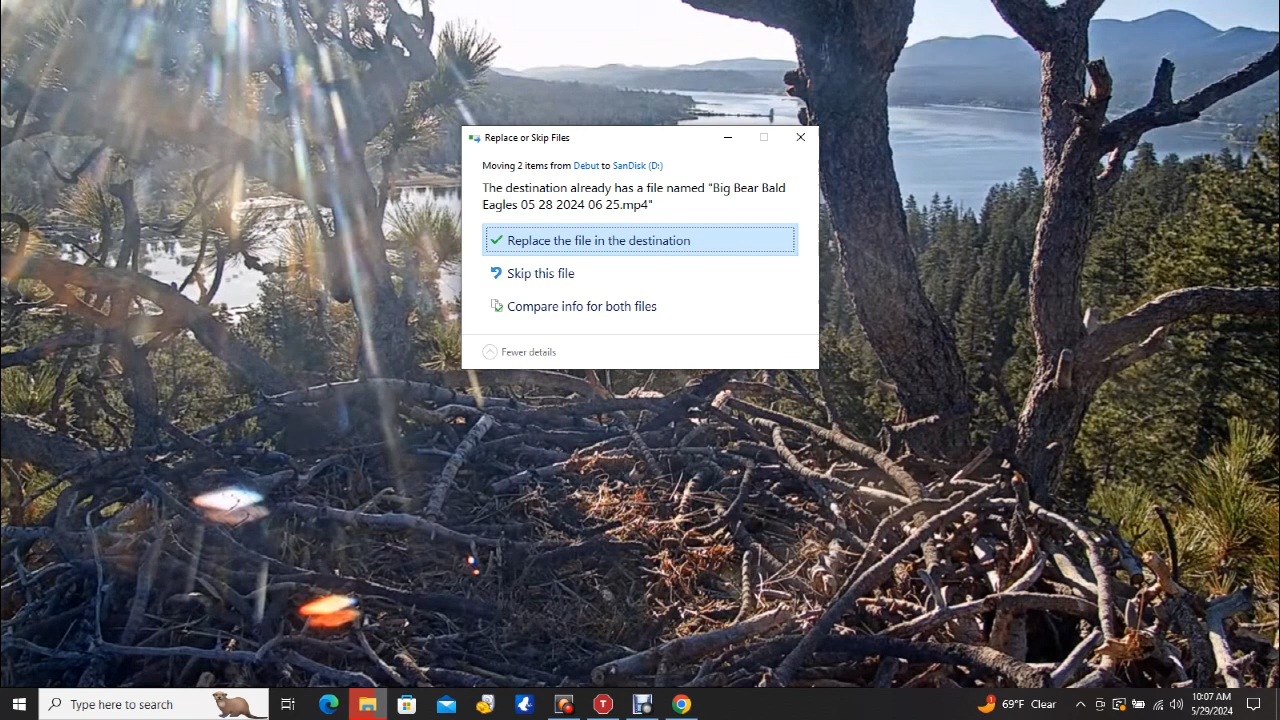 Replace or Skip Files
Moving 2 items from Debut to SanDisk (D:)
The destination already has a file named "Big Bear Bald
Eagles 05 28 2024 06 25.mp4"
Replace the file in the destination
Skip this file
Compare info for both files
Fewer details
Type here to search
T
69°F Clear
10:07 AM
5/29/2024